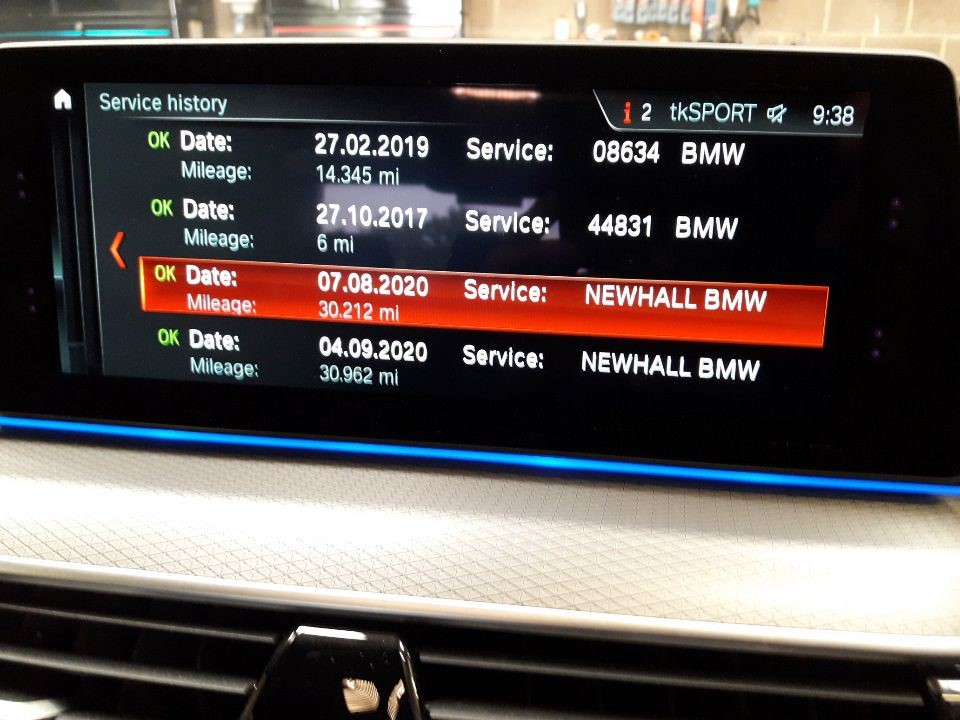 Service history
i 2 tkSPORT 9:38
OK Date: 27.02.2019 Service: 08634 BMW
Mileage: 14.345 mi
OK Date: 27.10.2017 Service: 44831 BMW
Mileage: 6 mi
OK Date: 07.08.2020 Service: NEWHALL BMW
Mileage: 30.212 mi
OK Date: 04.09.2020 Service: NEWHALL BMW
Mileage: 30.962 mi